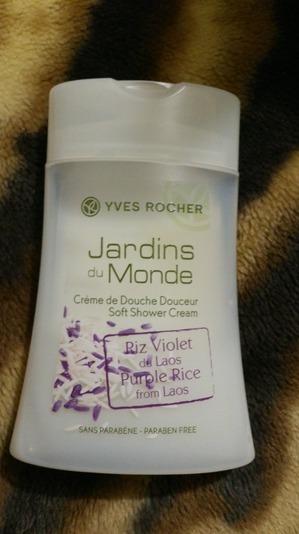 YVES ROCHER
Jardins
du Monde
Crème de Douche Douceur
Soft Shower Cream
Riz Violet
du Laos
Purple Rice
from Laos
SANS PARABÈNE - PARABEN FREE